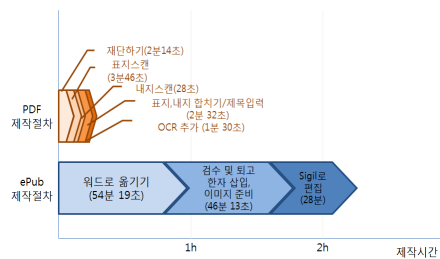 재단하기(2분14초)
표지스캔
(3분46초)
내지스캔(28초)
표지,내지 합치기/제목입력
(2분 32초)
OCR 추가 (1분 30초)
PDF
제작절차
ePub
제작절차
워드로 옮기기
(54분 19초)
검수 및 퇴고
한자 삽입,
이미지 준비
(46분 13초)
Sigil로
편집
(28분)
1h
2h
제작시간